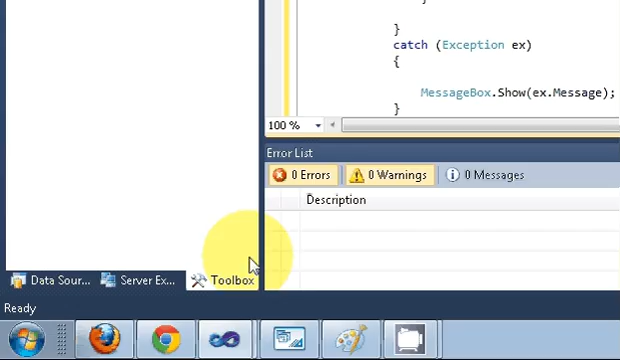 }
}
catch (Exception ex)
{
MessageBox.Show(ex.Message);
}
100 %
Error List
0 Errors
0 Warnings
0 Messages
Description
Data Sour...
Server Ex...
Toolbox
Ready